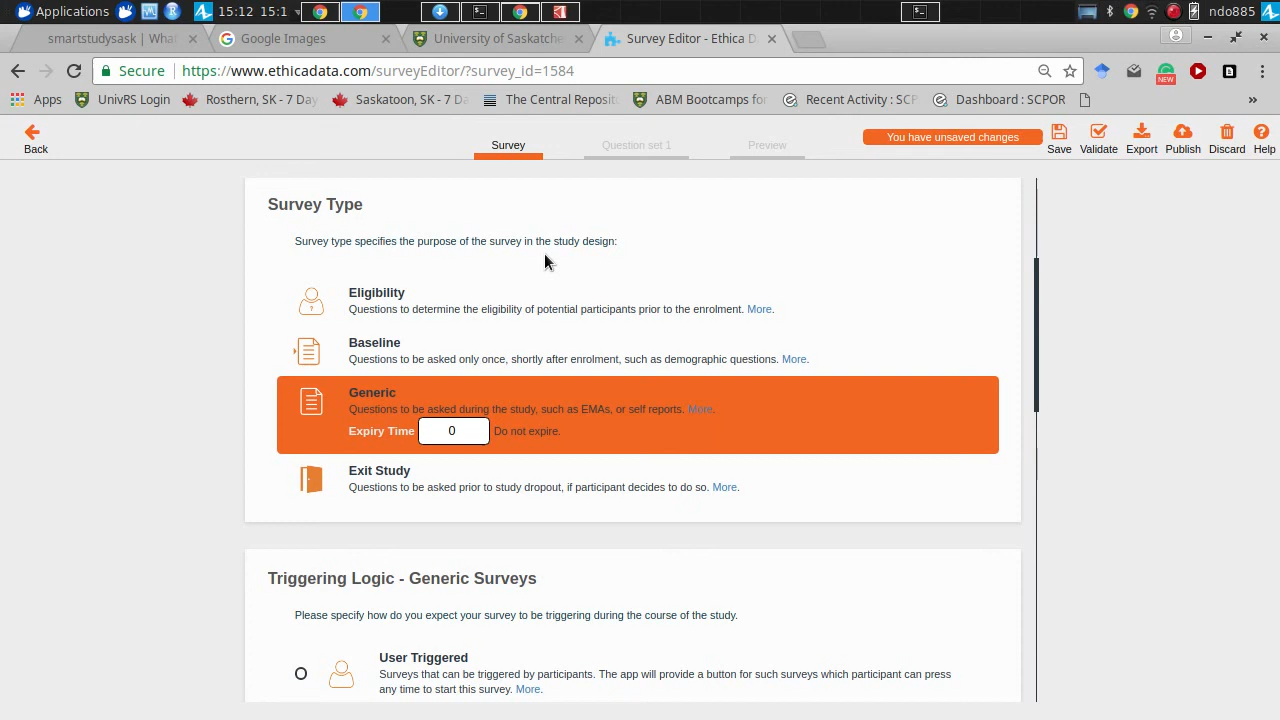 Applications 15:12 15:1 ndo885
smartstudysask | What Google Images University of Saskatche Survey Editor - Ethica D
Secure https://www.ethicadata.com/surveyEditor/?survey_id=1584
NEW
Apps UnivRS Login Rosthern, SK - 7 Day Saskatoon, SK - 7 Da The Central Reposit ABM Bootcamps for Recent Activity : SCP Dashboard : SCPOR »
Back Survey Question set 1 Preview You have unsaved changes Save Validate Export Publish Discard Help
Survey Type
Survey type specifies the purpose of the survey in the study design:
Eligibility
Questions to determine the eligibility of potential participants prior to the enrolment. More.
Baseline
Questions to be asked only once, shortly after enrolment, such as demographic questions. More.
Generic
Questions to be asked during the study, such as EMAs, or self reports. More.
Expiry Time 0 Do not expire.
Exit Study
Questions to be asked prior to study dropout, if participant decides to do so. More.
Triggering Logic - Generic Surveys
Please specify how do you expect your survey to be triggering during the course of the study.
User Triggered
Surveys that can be triggered by participants. The app will provide a button for such surveys which participant can press
any time to start this survey. More.